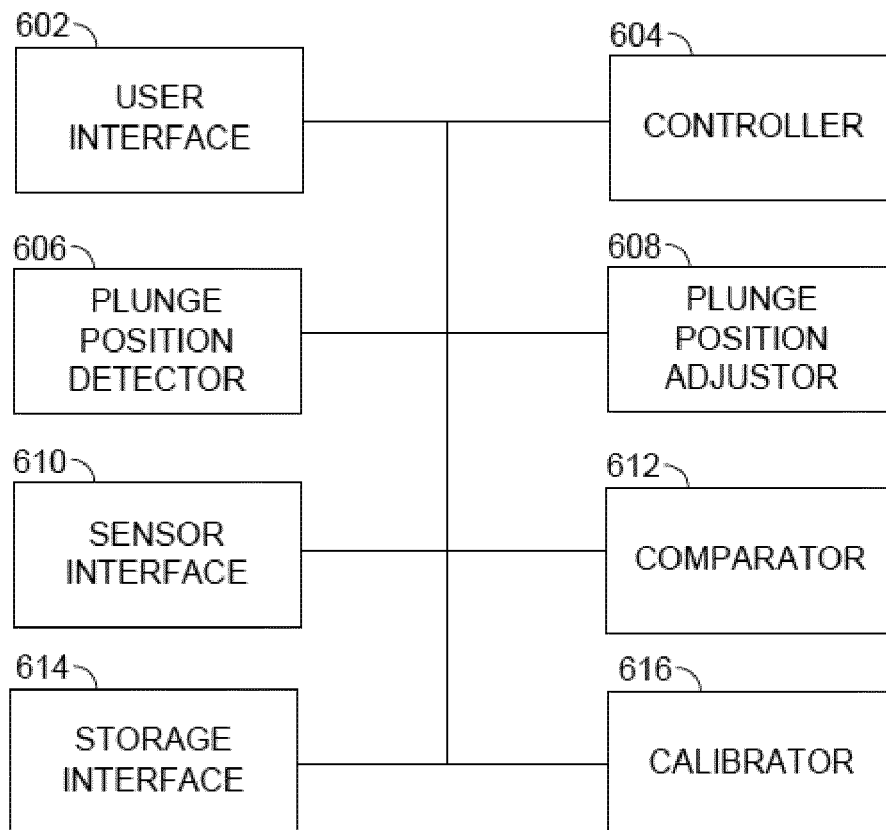 602
USER
INTERFACE
604
CONTROLLER
606
PLUNGE
POSITION
DETECTOR
608
PLUNGE
POSITION
ADJUSTOR
610
SENSOR
INTERFACE
612
COMPARATOR
614
STORAGE
INTERFACE
616
CALIBRATOR